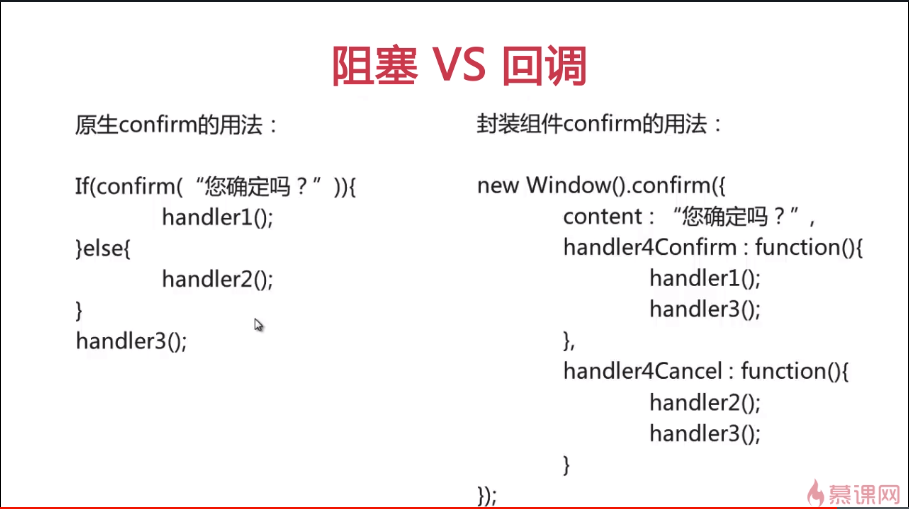 阻塞 VS 回调
原生confirm的用法：
If(confirm(“您确定吗？”)){
handler1();
}else{
handler2();
}
handler3();
封装组件confirm的用法：
new Window().confirm({
content : “您确定吗？”,
handler4Confirm : function(){
handler1();
handler3();
},
handler4Cancel : function(){
handler2();
handler3();
}
});
慕课网